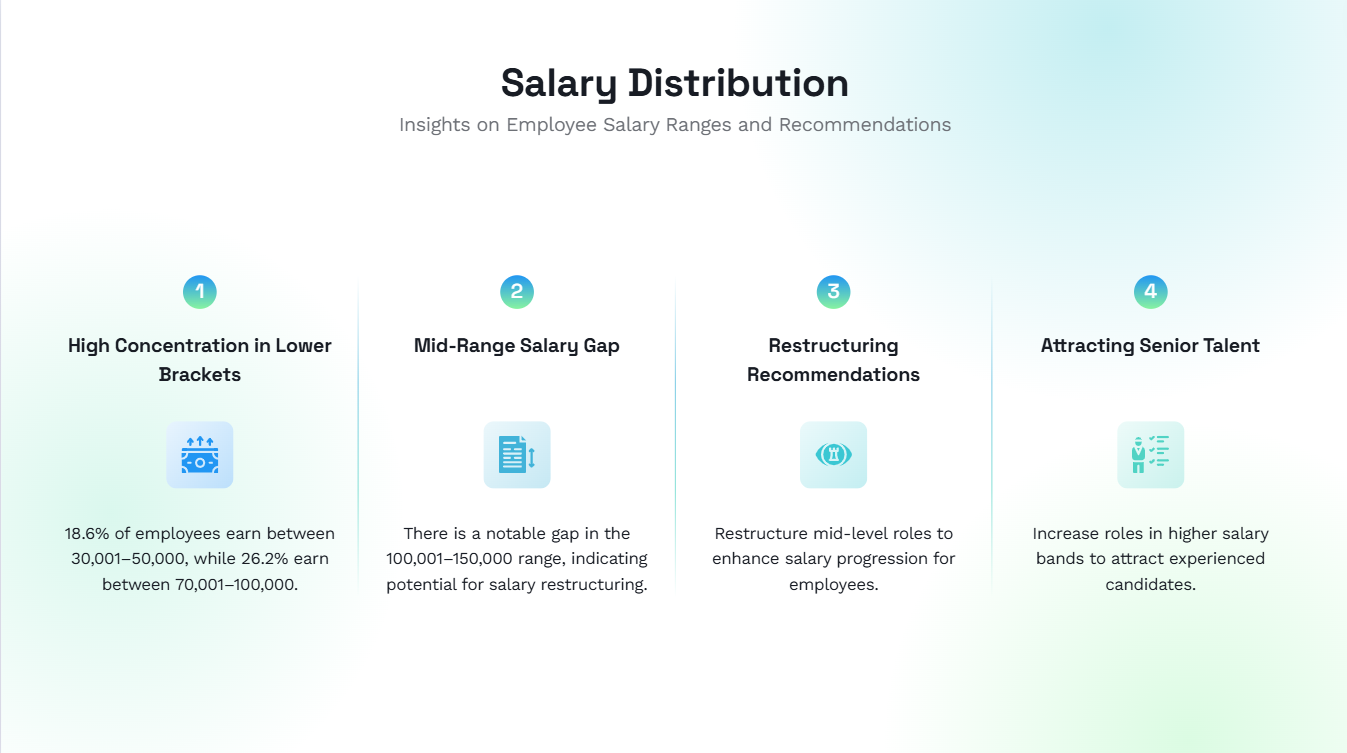 Salary Distribution
Insights on Employee Salary Ranges and Recommendations
1
High Concentration in Lower
Brackets
18.6% of employees earn between
30,001–50,000, while 26.2% earn
between 70,001–100,000.
2
Mid-Range Salary Gap
There is a notable gap in the
100,001–150,000 range, indicating
potential for salary restructuring.
3
Restructuring
Recommendations
Restructure mid-level roles to
enhance salary progression for
employees.
4
Attracting Senior Talent
Increase roles in higher salary
bands to attract experienced
candidates.